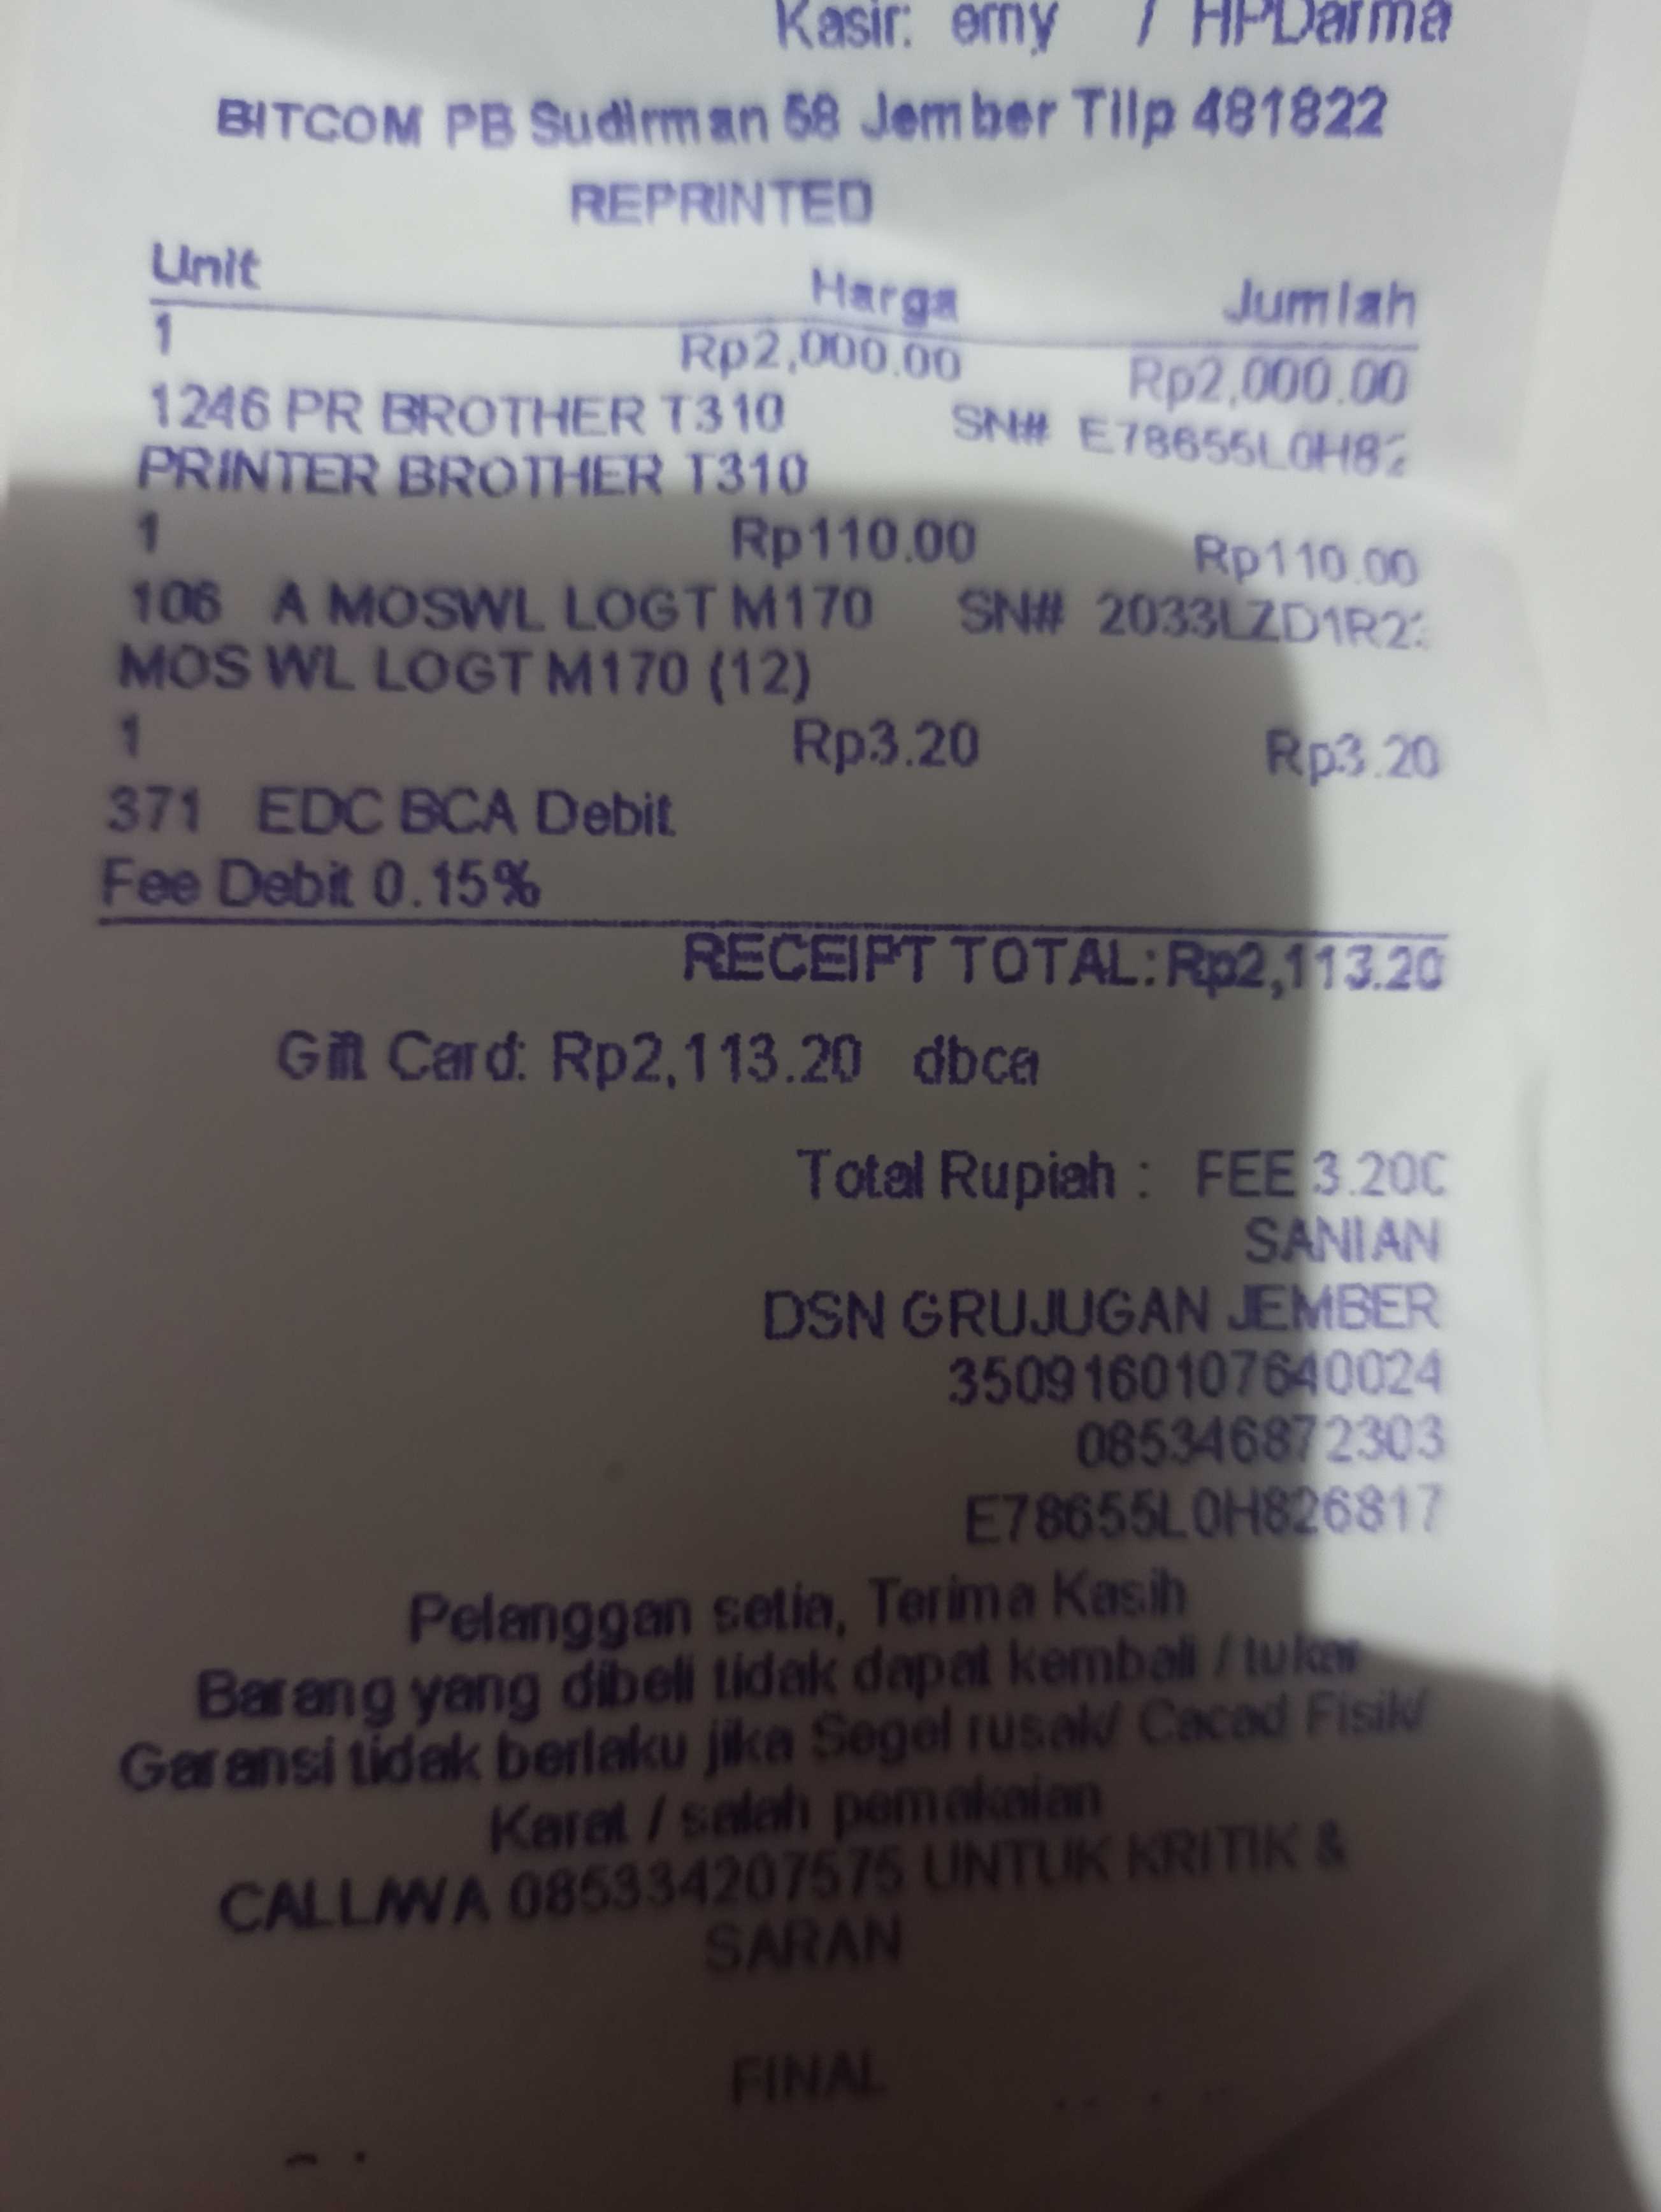 Kasir: erny / HPDarma
BITCOM PB Sudirman 58 Jember Tllp 481822
REPRINTED
Unit Harga Jumlah
1 Rp2,000.00 Rp2,000.00
1246 PR BROTHER T310 SN# E78655L0H82
PRINTER BROTHER T310
1 Rp110.00 Rp110.00
106 A MOSWL LOGT M170 SN# 2033LZD1R2
MOS WL LOGT M170 (12)
1 Rp3.20 Rp3.20
371 EDC BCA Debit
Fee Debit 0.15%
RECEIPT TOTAL: Rp2,113.20
Gift Card: Rp2,113.20 dbca
Total Rupiah : FEE 3.200
SANIAN
DSN GRUJUGAN JEMBER
3509160107640024
085346872303
E78655L0H826817
Pelanggan setia, Terima Kasih
Barang yang dibeli tidak dapat kembali / tukar
Garansi tidak berlaku jika Segel rusak/ Cacad Fisik/
Karat / salah pemakaian
CALL/WA 085334207575 UNTUK KRITIK &
SARAN
FINAL